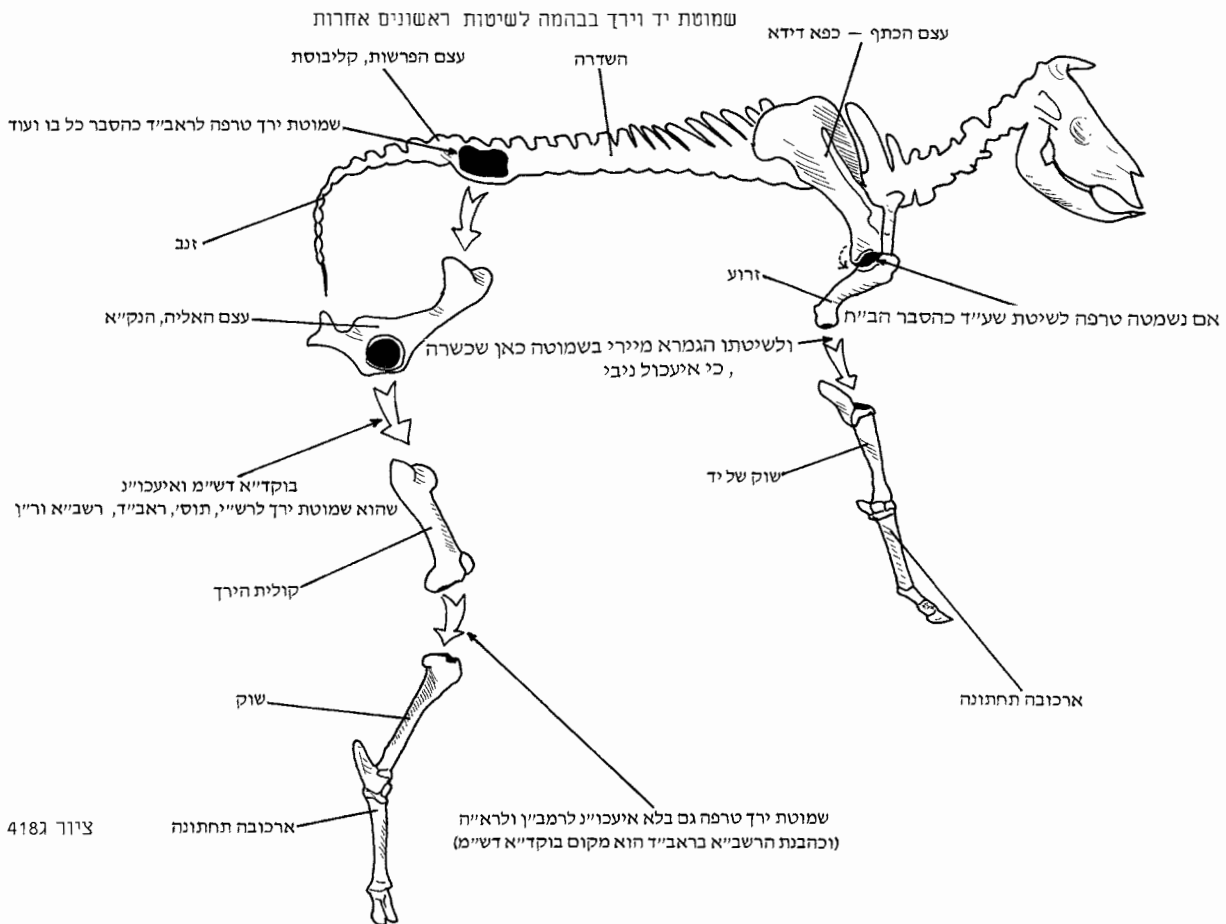 שמוטת יד וירך בבהמה לשיטות ראשונים אחרות
עצם הכתף – כפא דידא
עצם הפרשות, קליבוסת
השדרה
שמוטת ירך טרפה לראב״ד כהסבר כל בו ועוד
זנב
זרוע
אם נשמטה טרפה לשיטת שע״ד כהסבר הב״ח
עצם האליה, הנק״א
ולשיטתו הגמרא מיירי בשמוטה כאן שכשרה
, כי איעכול ניבי
שוק של יד
בוקד״א דש״מ ואיעכו״נ
שהוא שמוטת ירך לרש״י, תוס׳, ראב״ד, רשב״א ור״ן
קולית הירך
שוק
ארכובה תחתונה
שמוטת ירך טרפה גם בלא איעכו״נ לרמב״ן ולרא״ה
(וכהבנת הרשב״א בראב״ד הוא מקום בוקד״א דש״מ)
ארכובה תחתונה
ציור ג418